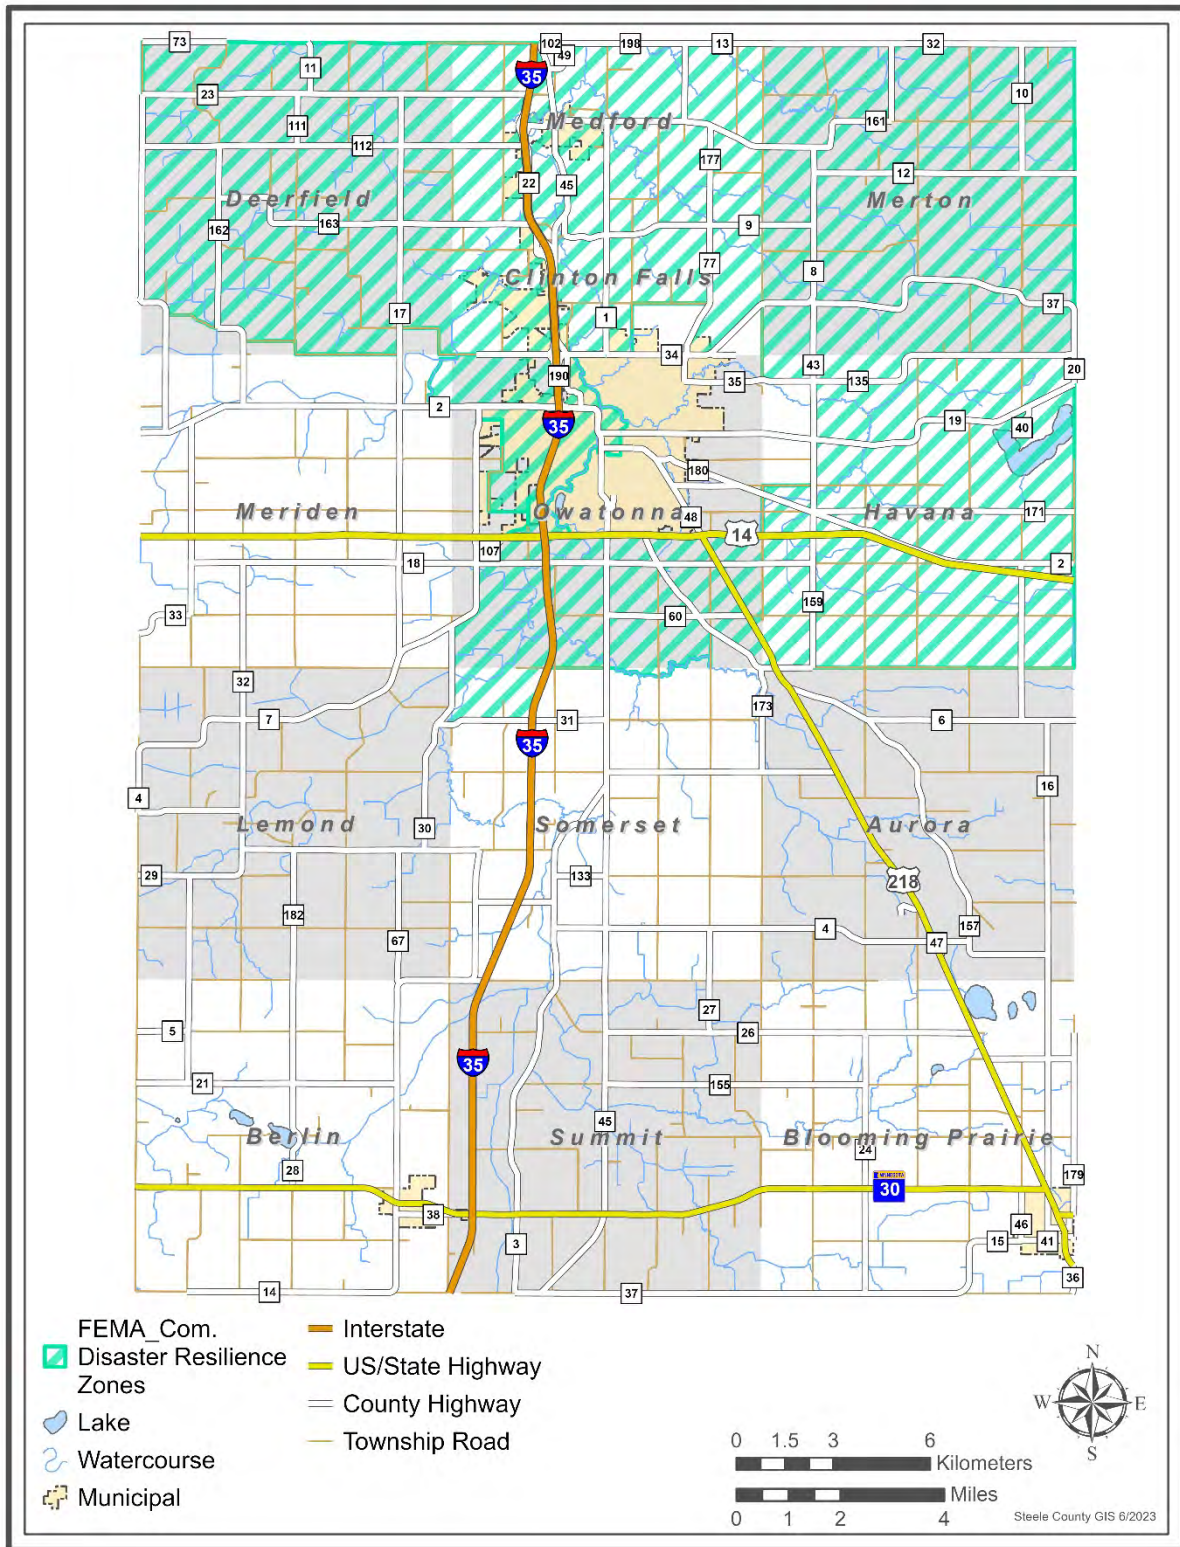 73
102
198
13
32
49
11
35
10
23
111
Medford
161
112
177
12
22
45
Deerfield
Merton
162
163
9
77
8
Clinton Falls
37
17
1
34
43
20
190
35
135
2
35
19
40
180
Meriden
Owatonna
48
Havana
171
14
107
18
2
33
159
60
32
173
7
31
6
35
4
16
Lemond
30
Somerset
Aurora
29
133
218
182
157
67
4
47
27
5
26
35
21
155
45
Berlin
Summit
Blooming Prairie
24
28
179
MINNESOTA
30
38
46
3
15
41
36
14
37
FEMA_Com.
Disaster Resilience
Zones
Lake
Watercourse
Municipal
Interstate
US/State Highway
County Highway
Township Road
N
W E
S
0 1.5 3 6
Kilometers
Miles
0 1 2 4
Steele County GIS 6/2023